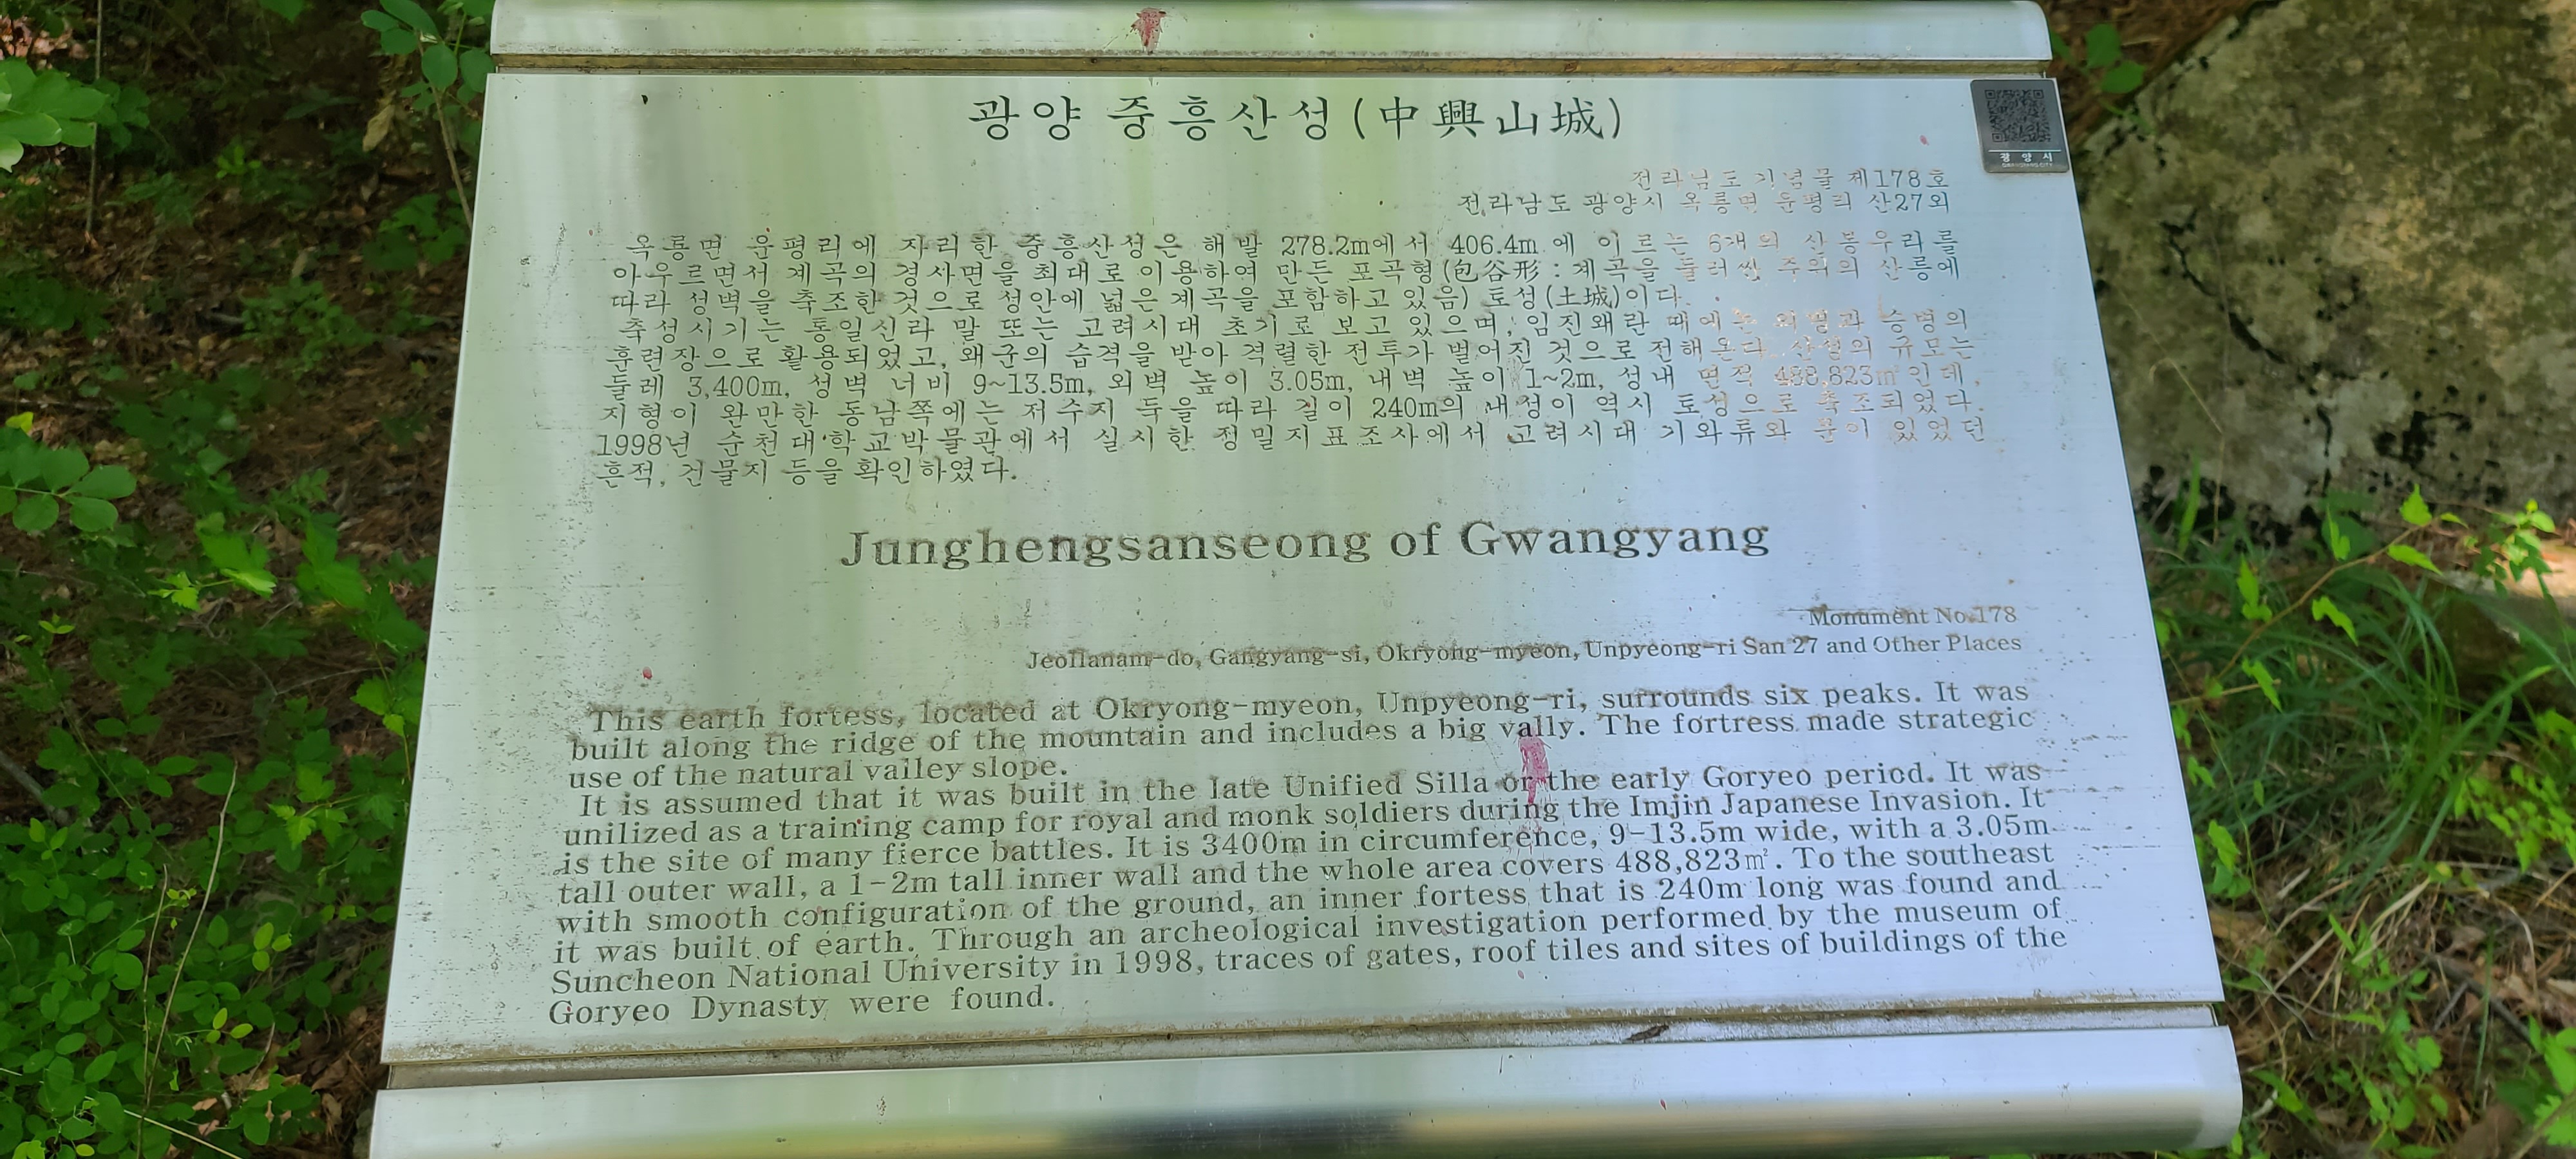 광양 중흥산성(中興山城)
광양시
전라남도 기념물 제178호
전라남도 광양시 옥룡면 운평리 산27외
옥룡면 운평리에 자리한 중흥산성은 해발 278.2m에서 406.4m에 이르는 6개의 산봉우리를
아우르면서 계곡의 경사면을 최대로 이용하여 만든 포곡형(包谷形 : 계곡을 둘러싼 주위의 산릉에
따라 성벽을 축조한 것으로 성안에 넓은 계곡을 포함하고 있음) 토성(土城)이다.
축성시기는 통일신라 말 또는 고려시대 초기로 보고 있으며, 임진왜란 때에는 의병과 승병의
훈련장으로 활용되었고, 왜군의 습격을 받아 격렬한 전투가 벌어진 것으로 전해온다. 산성의 규모는
둘레 3,400m, 성벽 너비 9~13.5m, 외벽 높이 3.05m, 내벽 높이 1~2m, 성내 면적 488,823㎡인데,
지형이 완만한 동남쪽에는 저수지 둑을 따라 길이 240m의 내성이 역시 토성으로 축조되었다.
1998년 순천대학교박물관에서 실시한 정밀지표조사에서 고려시대 기와류와 문이 있었던
흔적, 건물지 등을 확인하였다.
Junghengsanseong of Gwangyang
Monument No.178
Jeollanam-do, Gangyang-si, Okryong-myeon, Unpyeong-ri San 27 and Other Places
This earth fortess, located at Okryong-myeon, Unpyeong-ri, surrounds six peaks. It was
built along the ridge of the mountain and includes a big vally. The fortress made strategic
use of the natural valley slope.
It is assumed that it was built in the late Unified Silla or the early Goryeo period. It was
unilized as a training camp for royal and monk soldiers during the Imjin Japanese Invasion. It
is the site of many fierce battles. It is 3400m in circumference, 9-13.5m wide, with a 3.05m
tall outer wall, a 1-2m tall inner wall and the whole area covers 488,823㎡. To the southeast
with smooth configuration of the ground, an inner fortess that is 240m long was found and
it was built of earth. Through an archeological investigation performed by the museum of
Suncheon National University in 1998, traces of gates, roof tiles and sites of buildings of the
Goryeo Dynasty were found.